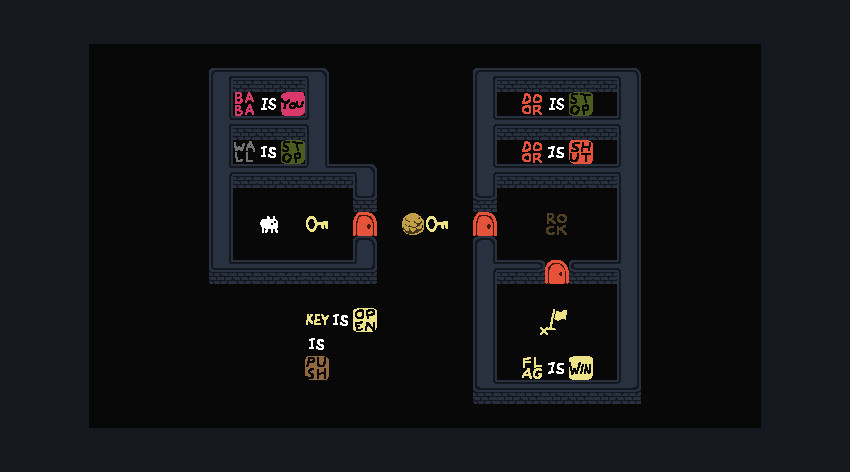 BABA IS YOU
DOOR IS STOP
WALL IS STOP
DOOR IS SHUT
ROCK
KEY IS OPEN
IS
PUSH
FLAG IS WIN